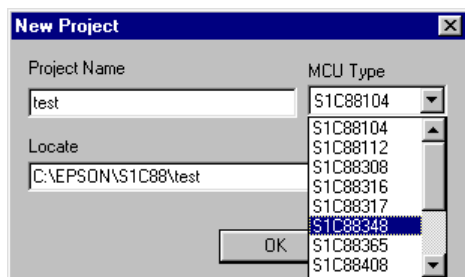 New Project
Project Name
MCU Type
test
S1C88104
S1C88104
S1C88112
S1C88308
S1C88316
S1C88317
S1C88348
S1C88365
S1C88408
Locate
C:\EPSON\S1C88\test
OK